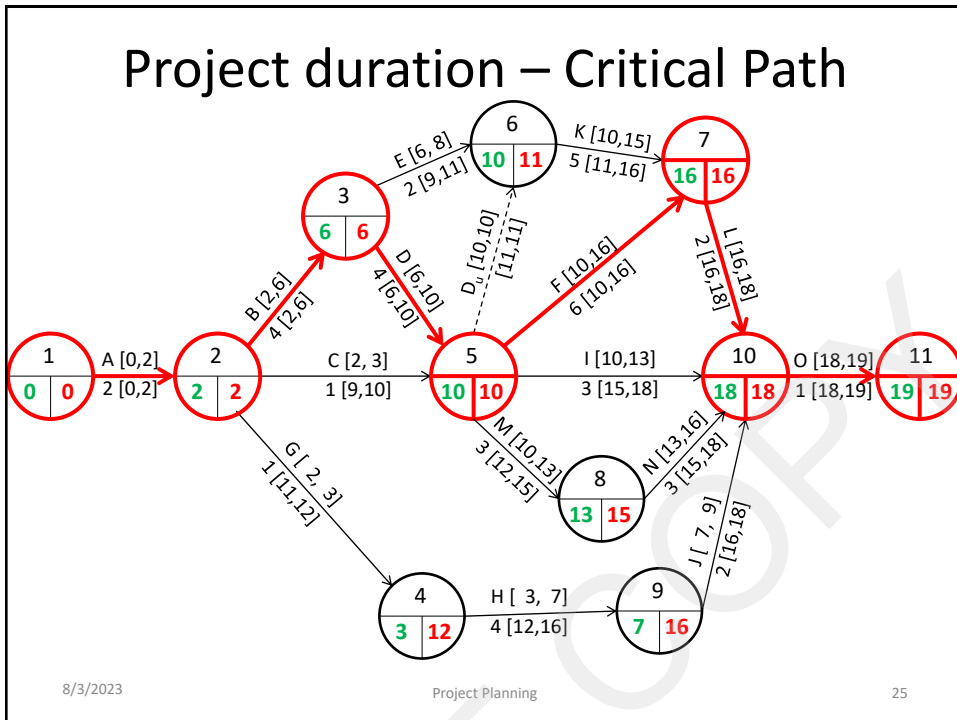 Project duration – Critical Path
6
10 11
K [10,15]
5 [11,16]
7
16 16
E [6, 8]
2 [9,11]
3
6 6
D [6,10]
4 [6,10]
Du [10,10]
[11,11]
F [10,16]
6 [10,16]
L [16,18]
2 [16,18]
B [2,6]
4 [2,6]
1
0 0
A [0,2]
2 [0,2]
2
2 2
C [2, 3]
1 [9,10]
5
10 10
I [10,13]
3 [15,18]
10
18 18
O [18,19]
1 [18,19]
11
19 19
M [10,13]
3 [12,15]
8
13 15
N [13,16]
3 [15,18]
G [ 2, 3]
1 [11,12]
J [ 7, 9]
2 [16,18]
4
3 12
H [ 3, 7]
4 [12,16]
9
7 16
COPY
8/3/2023
Project Planning
25